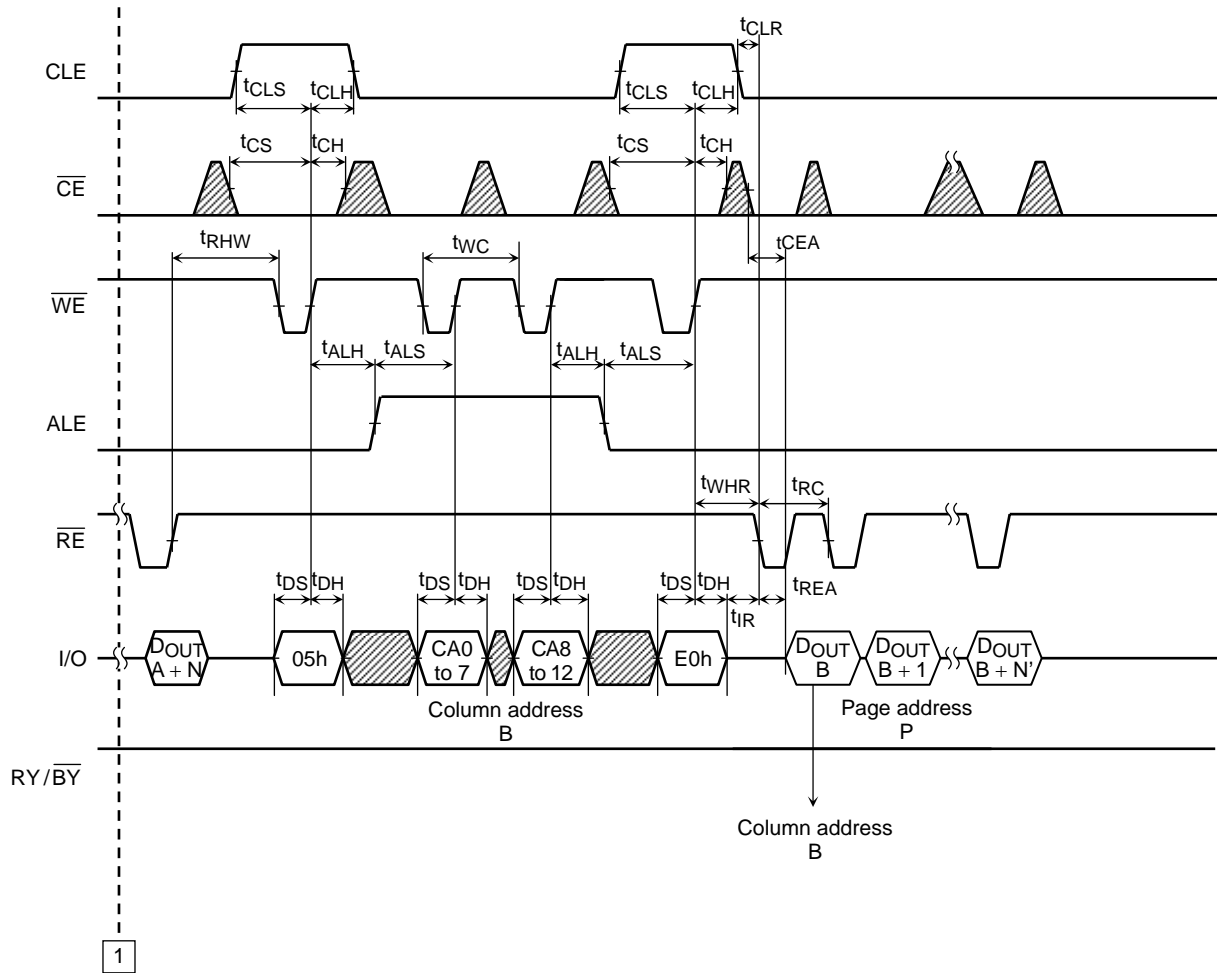 tCLR
CLE
tCLS tCLH tCLS tCLH
tCS tCH tCS tCH
CE
tRHW tWC tCEA
WE
tALH tALS tALH tALS
ALE
tWHR tRC
RE
tDS tDH tDS tDH tDS tDH tDS tDH tREA
tIR
I/O
DOUT
A + N
05h
CA0
to 7
CA8
to 12
E0h
DOUT
B
DOUT
B + 1
DOUT
B + N’
Column address
B
Page address
P
RY/BY
Column address
B
1